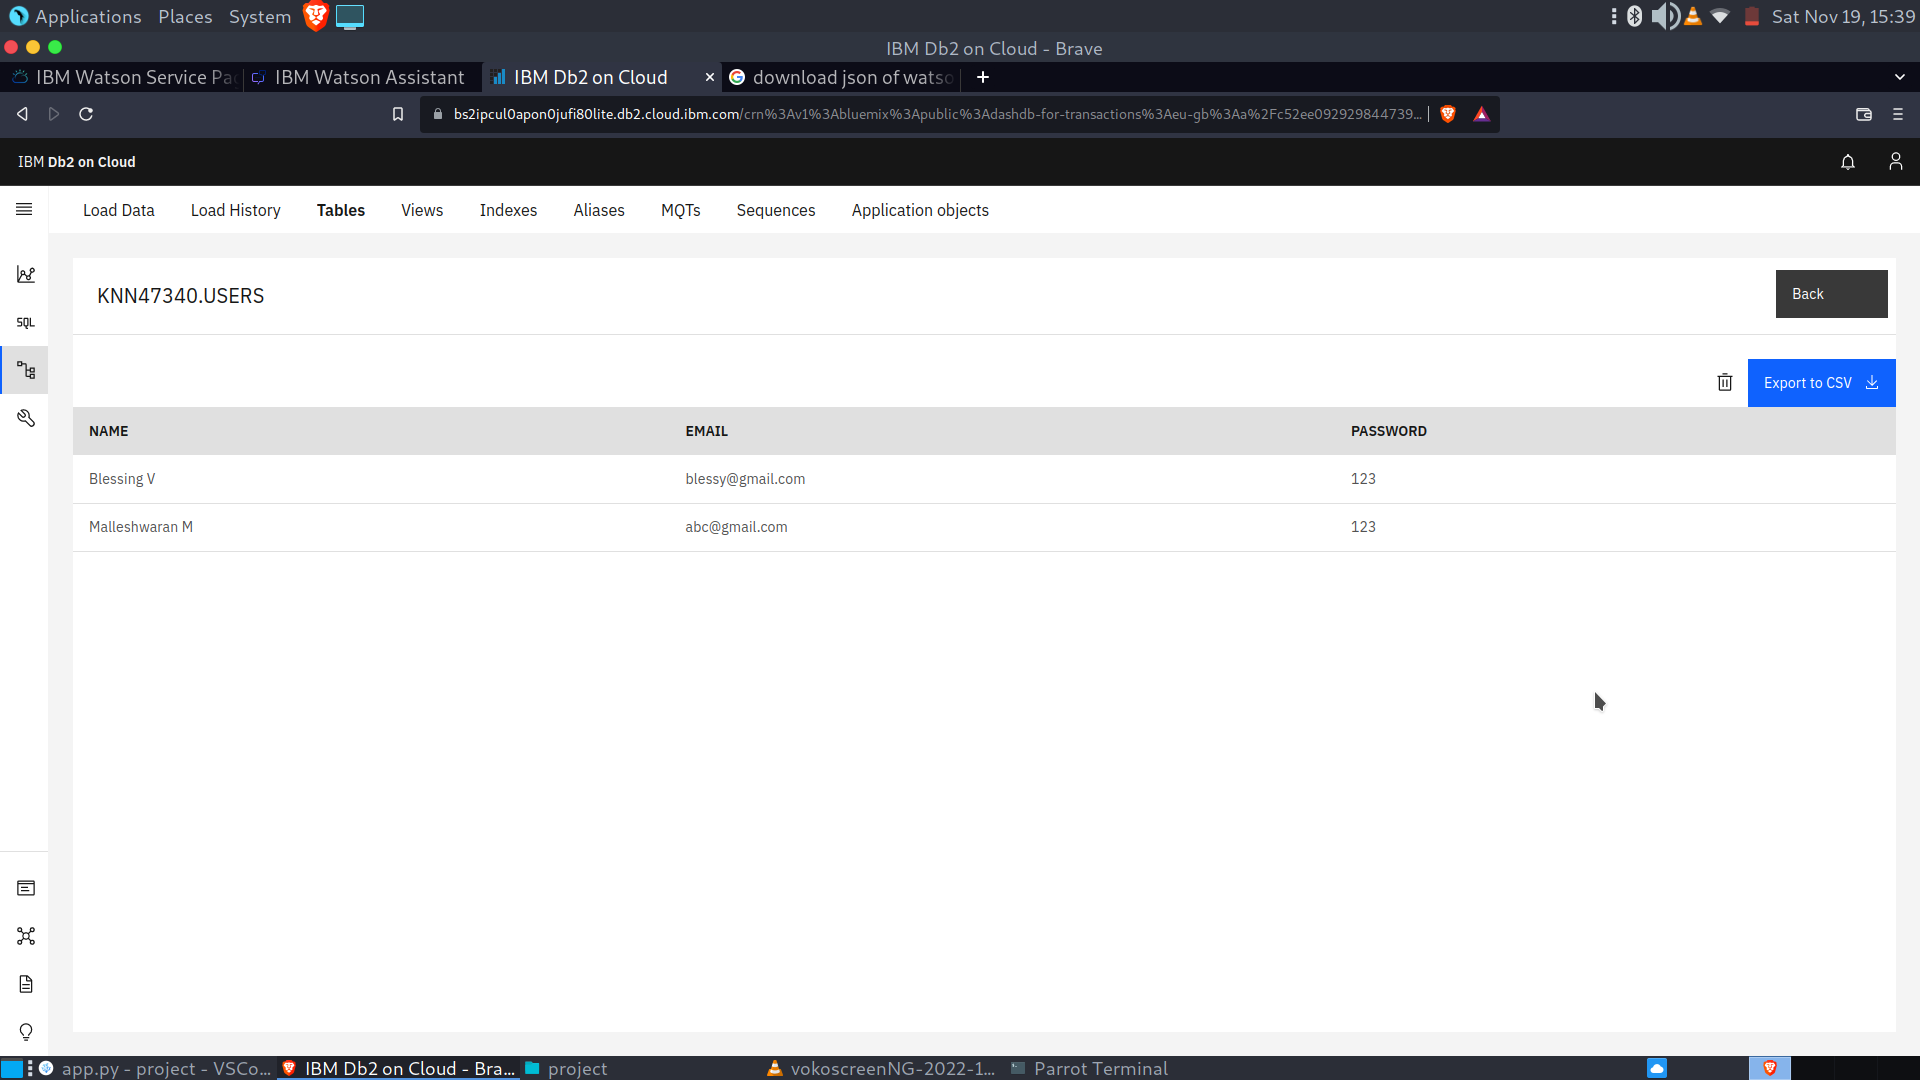 Applications Places System
Sat Nov 19, 15:39
IBM Db2 on Cloud - Brave
IBM Watson Service Pa
IBM Watson Assistant
IBM Db2 on Cloud
download json of watso
bs2ipcul0apon0jufi80lite.db2.cloud.ibm.com/crn%3Av1%3Abluemix%3Apublic%3Adashdb-for-transactions%3Aeu-gb%3Aa%2Fc52ee092929844739...
IBM Db2 on Cloud
Load Data Load History Tables Views Indexes Aliases MQTs Sequences Application objects
KNN47340.USERS
Back
SQL
Export to CSV
NAME EMAIL PASSWORD
Blessing V blessy@gmail.com 123
Malleshwaran M abc@gmail.com 123
app.py - project - VSCo...
IBM Db2 on Cloud - Bra...
project
vokoscreenNG-2022-1...
Parrot Terminal